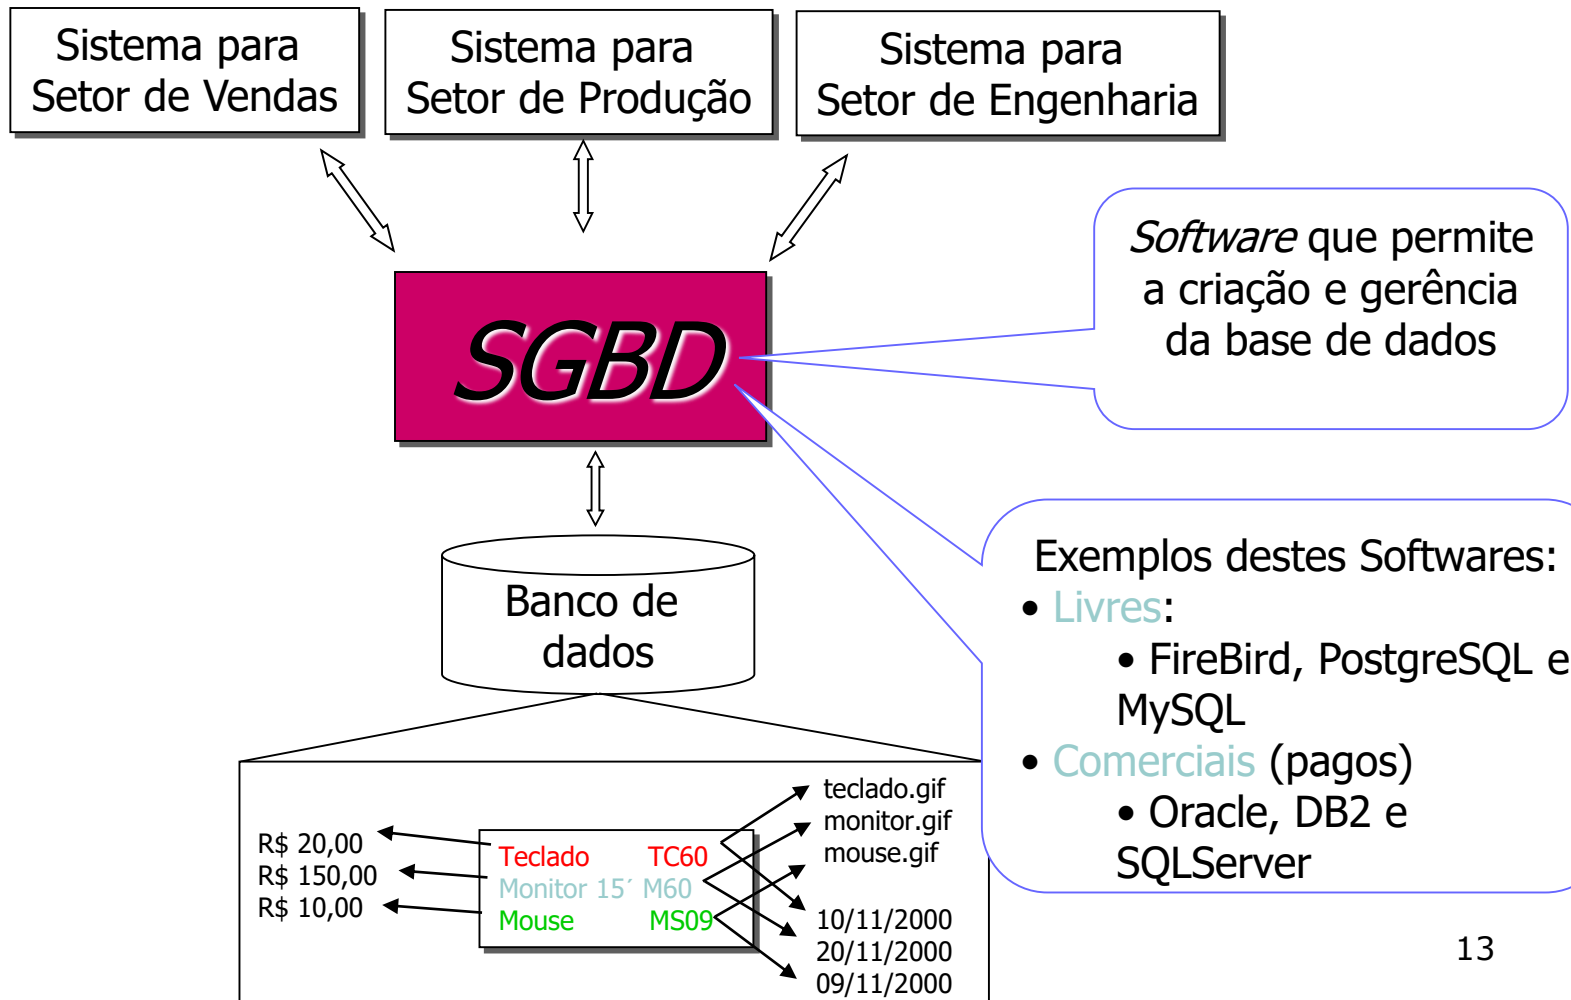 Sistema para
Setor de Vendas
Sistema para
Setor de Produção
Sistema para
Setor de Engenharia
SGBD
Software que permite
a criação e gerência
da base de dados
Banco de
dados
Exemplos destes Softwares:
• Livres:
• FireBird, PostgreSQL e
MySQL
• Comerciais (pagos)
• Oracle, DB2 e
SQLServer
R$ 20,00
R$ 150,00
R$ 10,00
Teclado TC60
Monitor 15´ M60
Mouse MS09
teclado.gif
monitor.gif
mouse.gif
10/11/2000
20/11/2000
09/11/2000
13